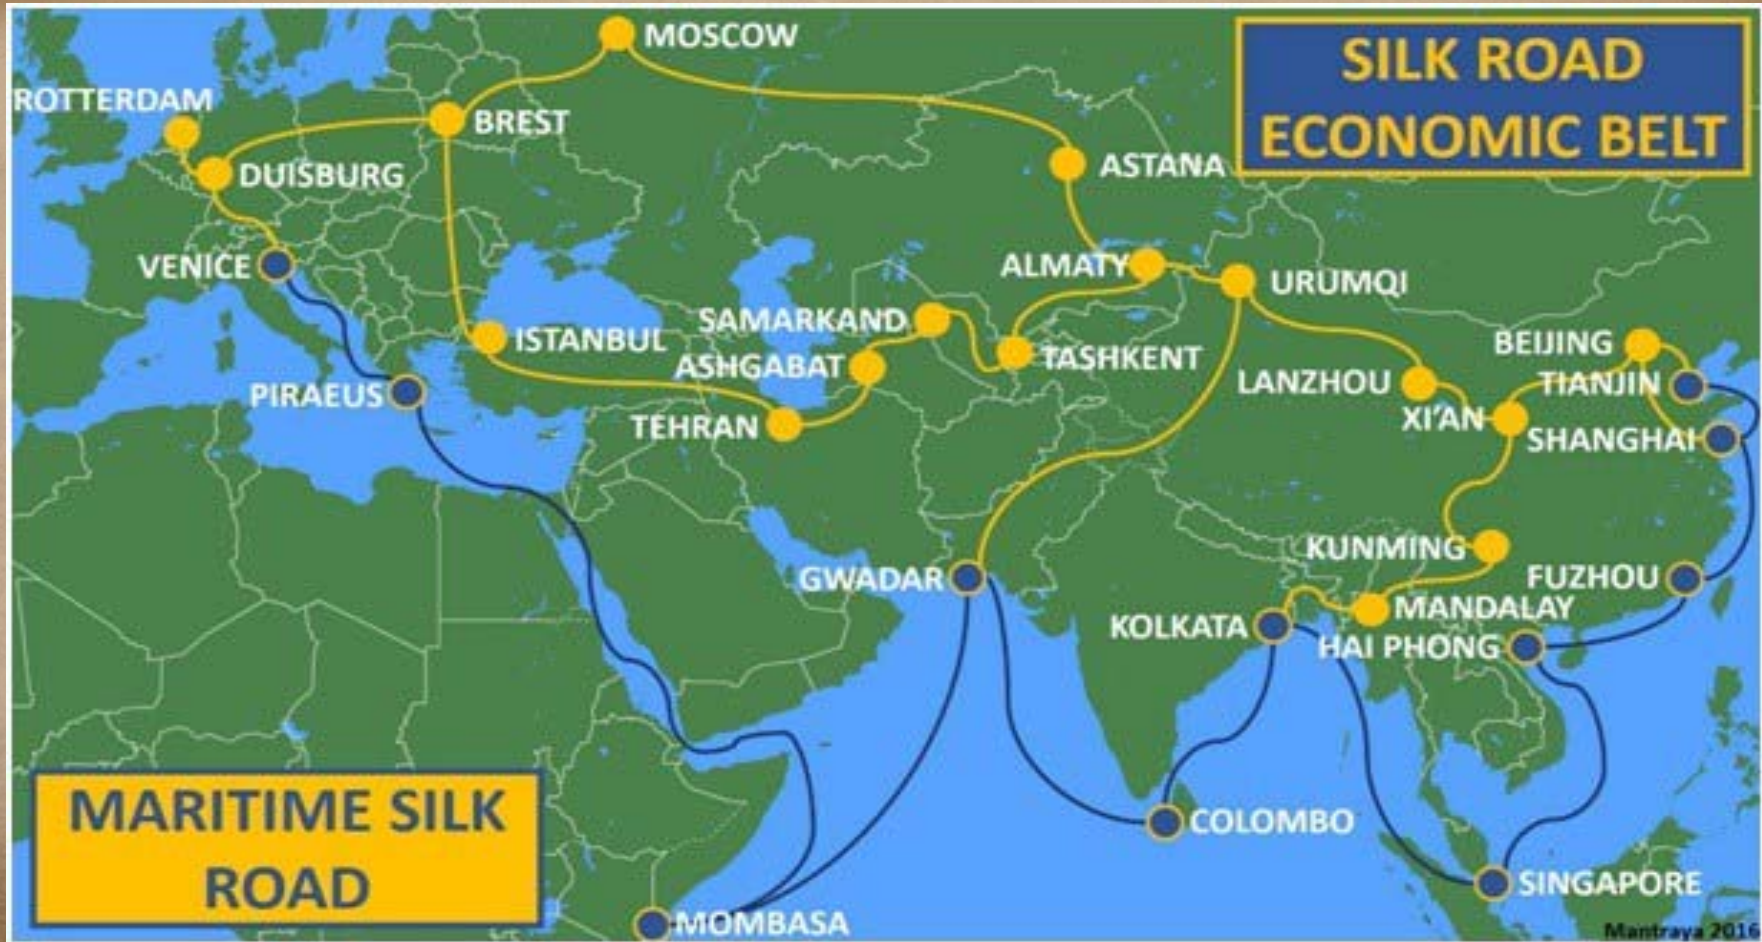 MOSCOW
SILK ROAD
ECONOMIC BELT
ROTTERDAM
BREST
DUISBURG
ASTANA
VENICE
ALMATY
URUMQI
SAMARKAND
ISTANBUL
BEIJING
ASHGABAT
TASHKENT
LANZHOU
TIANJIN
PIRAEUS
TEHRAN
XI'AN
SHANGHAI
KUNMING
GWADAR
FUZHOU
MANDALAY
KOLKATA
HAI PHONG
MARITIME SILK
ROAD
COLOMBO
SINGAPORE
MOMBASA
Mantraya 2016